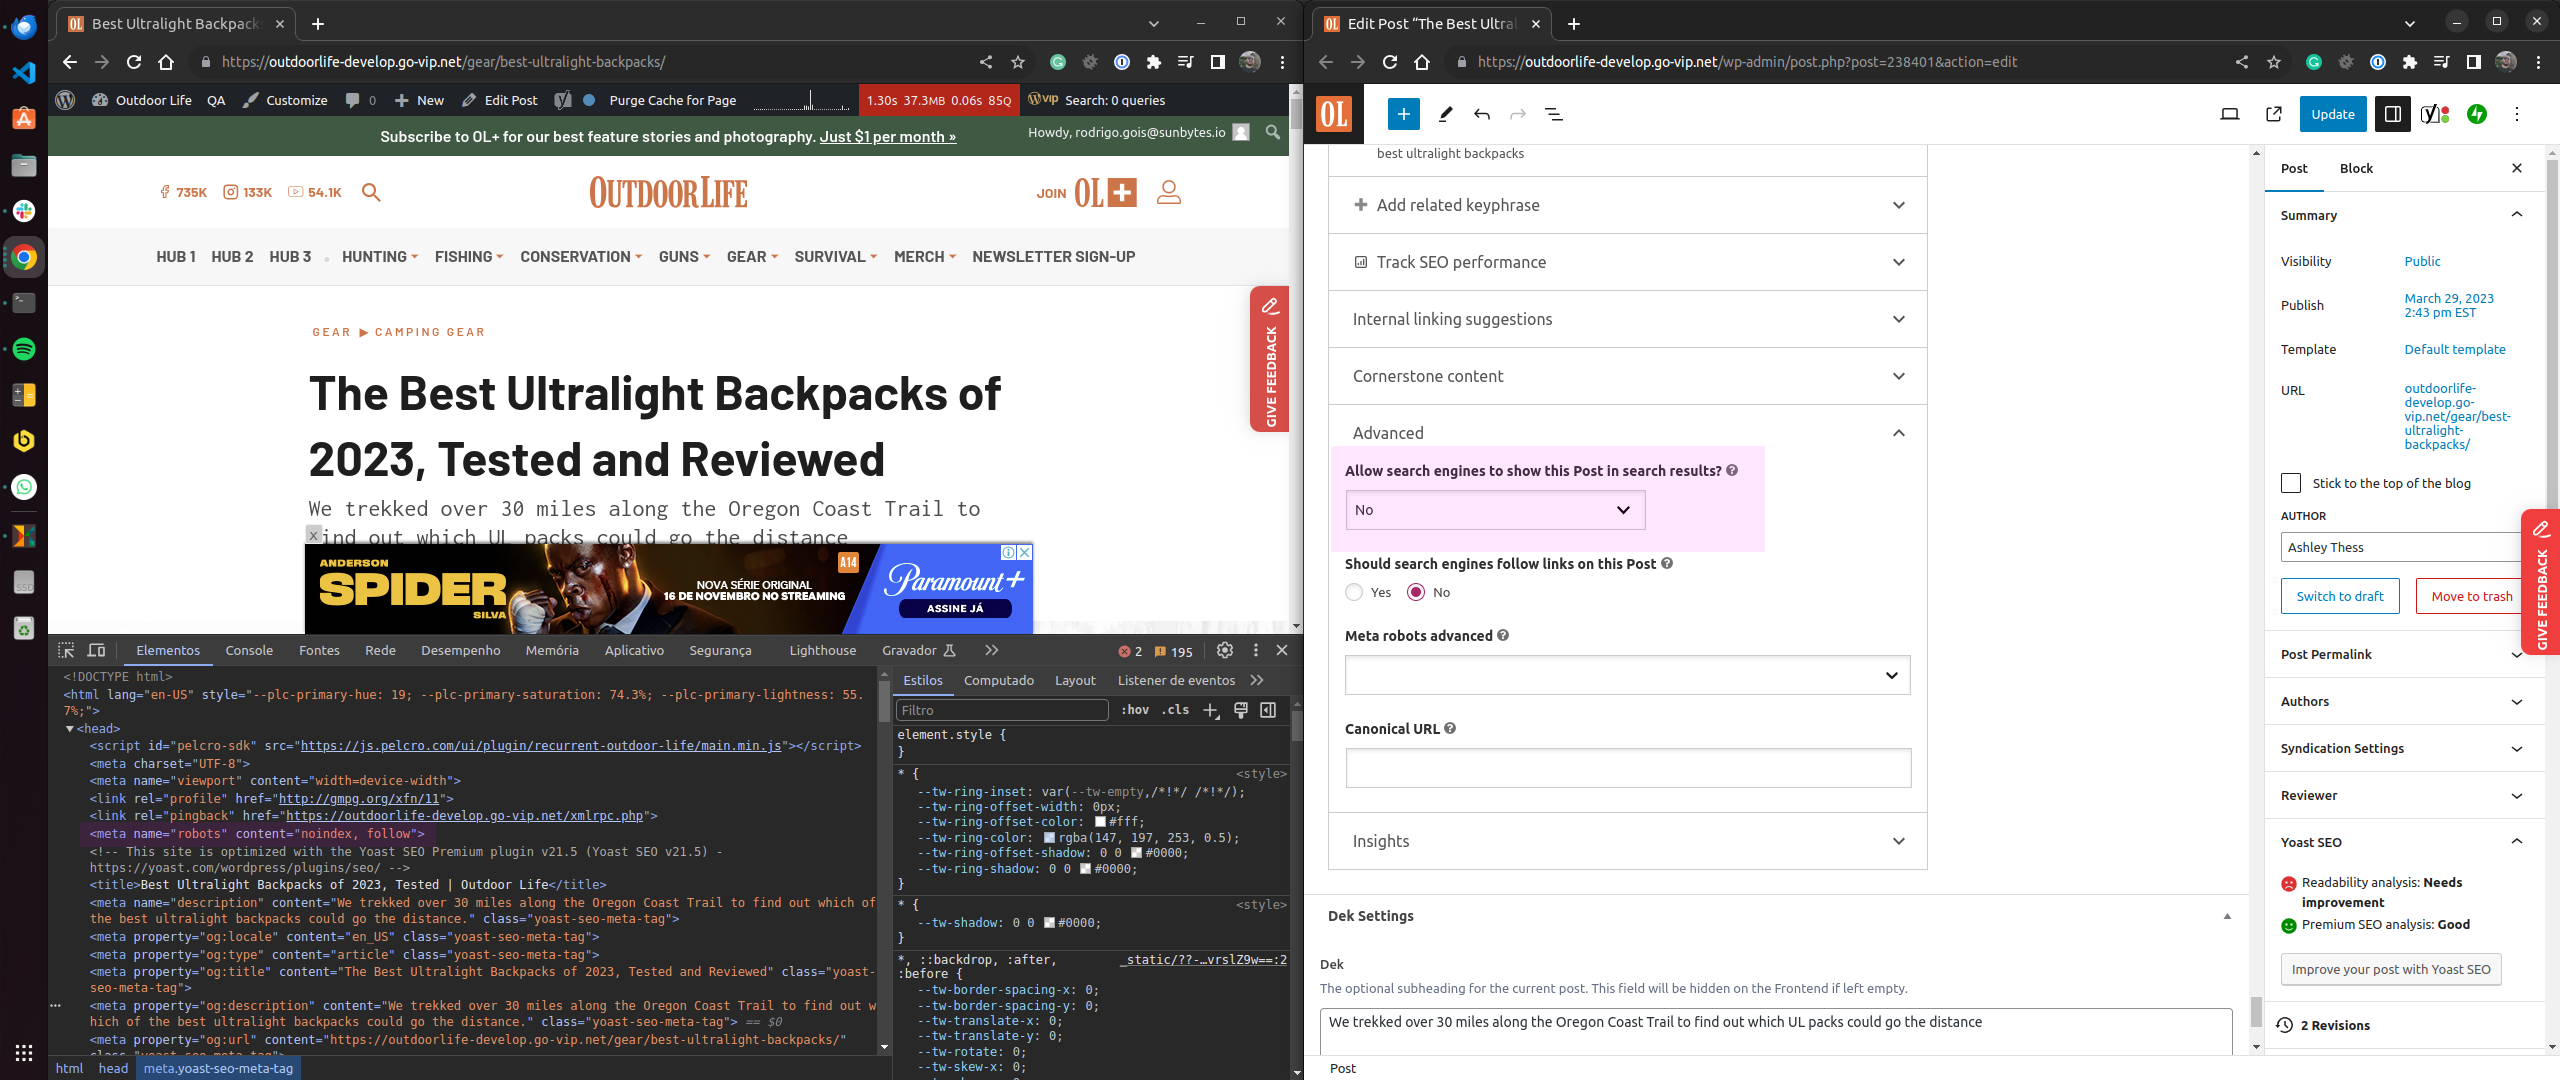 Best Ultralight Backpack
https://outdoorlife-develop.go-vip.net/gear/best-ultralight-backpacks/
Outdoor Life
QA
Customize
0
New
Edit Post
Purge Cache for Page
1.30s 37.3MB 0.06s 85Q
vip
Search: 0 queries
Subscribe to OL+ for our best feature stories and photography. Just $1 per month »
Howdy, rodrigo.gois@sunbytes.io
735K
133K
54.1K
OUTDOOR LIFE
JOIN OL+
HUB 1 HUB 2 HUB 3 HUNTING FISHING CONSERVATION GUNS GEAR SURVIVAL MERCH NEWSLETTER SIGN-UP
GIVE FEEDBACK
GEAR ▶ CAMPING GEAR
The Best Ultralight Backpacks of
2023, Tested and Reviewed
We trekked over 30 miles along the Oregon Coast Trail to
find out which UL packs could go the distance
x
ANDERSON
SPIDER
SILVA
A14
NOVA SÉRIE ORIGINAL
16 DE NOVEMBRO NO STREAMING
Paramount+
ASSINE JÁ
Elementos Console Fontes Rede Desempenho Memória Aplicativo Segurança Lighthouse Gravador
2 195
<!DOCTYPE html>
<html lang="en-US" style="--plc-primary-hue: 19; --plc-primary-saturation: 74.3%; --plc-primary-lightness: 55.
7%;">
<head>
<script id="pelcro-sdk" src="https://js.pelcro.com/ui/plugin/recurrent-outdoor-life/main.min.js"></script>
<meta charset="UTF-8">
<meta name="viewport" content="width=device-width">
<link rel="profile" href="http://gmpg.org/xfn/11">
<link rel="pingback" href="https://outdoorlife-develop.go-vip.net/xmlrpc.php">
<meta name="robots" content="noindex, follow">
<!-- This site is optimized with the Yoast SEO Premium plugin v21.5 (Yoast SEO v21.5) -
https://yoast.com/wordpress/plugins/seo/ -->
<title>Best Ultralight Backpacks of 2023, Tested | Outdoor Life</title>
<meta name="description" content="We trekked over 30 miles along the Oregon Coast Trail to find out which of
the best ultralight backpacks could go the distance." class="yoast-seo-meta-tag">
<meta property="og:locale" content="en_US" class="yoast-seo-meta-tag">
<meta property="og:type" content="article" class="yoast-seo-meta-tag">
<meta property="og:title" content="The Best Ultralight Backpacks of 2023, Tested and Reviewed" class="yoast-
seo-meta-tag">
<meta property="og:description" content="We trekked over 30 miles along the Oregon Coast Trail to find out w
hich of the best ultralight backpacks could go the distance." class="yoast-seo-meta-tag"> == $0
<meta property="og:url" content="https://outdoorlife-develop.go-vip.net/gear/best-ultralight-backpacks/"
class="yoast-seo-meta-tag">
html head meta.yoast-seo-meta-tag
Estilos Computado Layout Listener de eventos
Filtro
:hov .cls
element.style {
}
* {
<style>
--tw-ring-inset: var(--tw-empty,/*!*/ /*!*/);
--tw-ring-offset-width: 0px;
--tw-ring-offset-color: #fff;
--tw-ring-color: rgba(147, 197, 253, 0.5);
--tw-ring-offset-shadow: 0 0 #0000;
--tw-ring-shadow: 0 0 #0000;
}
* {
<style>
--tw-shadow: 0 0 #0000;
}
*, ::backdrop, :after,
_static/??-…vrslZ9w==:2
:before {
--tw-border-spacing-x: 0;
--tw-border-spacing-y: 0;
--tw-translate-x: 0;
--tw-translate-y: 0;
--tw-rotate: 0;
--tw-skew-x: 0;
Edit Post "The Best Ultral
https://outdoorlife-develop.go-vip.net/wp-admin/post.php?post=238401&action=edit
OL
Update
best ultralight backpacks
Add related keyphrase
Track SEO performance
Internal linking suggestions
Cornerstone content
Advanced
Allow search engines to show this Post in search results?
No
Should search engines follow links on this Post
Yes No
Meta robots advanced
Canonical URL
Insights
Dek Settings
Dek
The optional subheading for the current post. This field will be hidden on the Frontend if left empty.
We trekked over 30 miles along the Oregon Coast Trail to find out which UL packs could go the distance
Post
Post Block
Summary
Visibility Public
Publish March 29, 2023
2:43 pm EST
Template Default template
URL outdoorlife-
develop.go-
vip.net/gear/best-
ultralight-
backpacks/
Stick to the top of the blog
AUTHOR
Ashley Thess
Switch to draft Move to trash
GIVE FEEDBACK
Post Permalink
Authors
Syndication Settings
Reviewer
Yoast SEO
Readability analysis: Needs
improvement
Premium SEO analysis: Good
Improve your post with Yoast SEO
2 Revisions